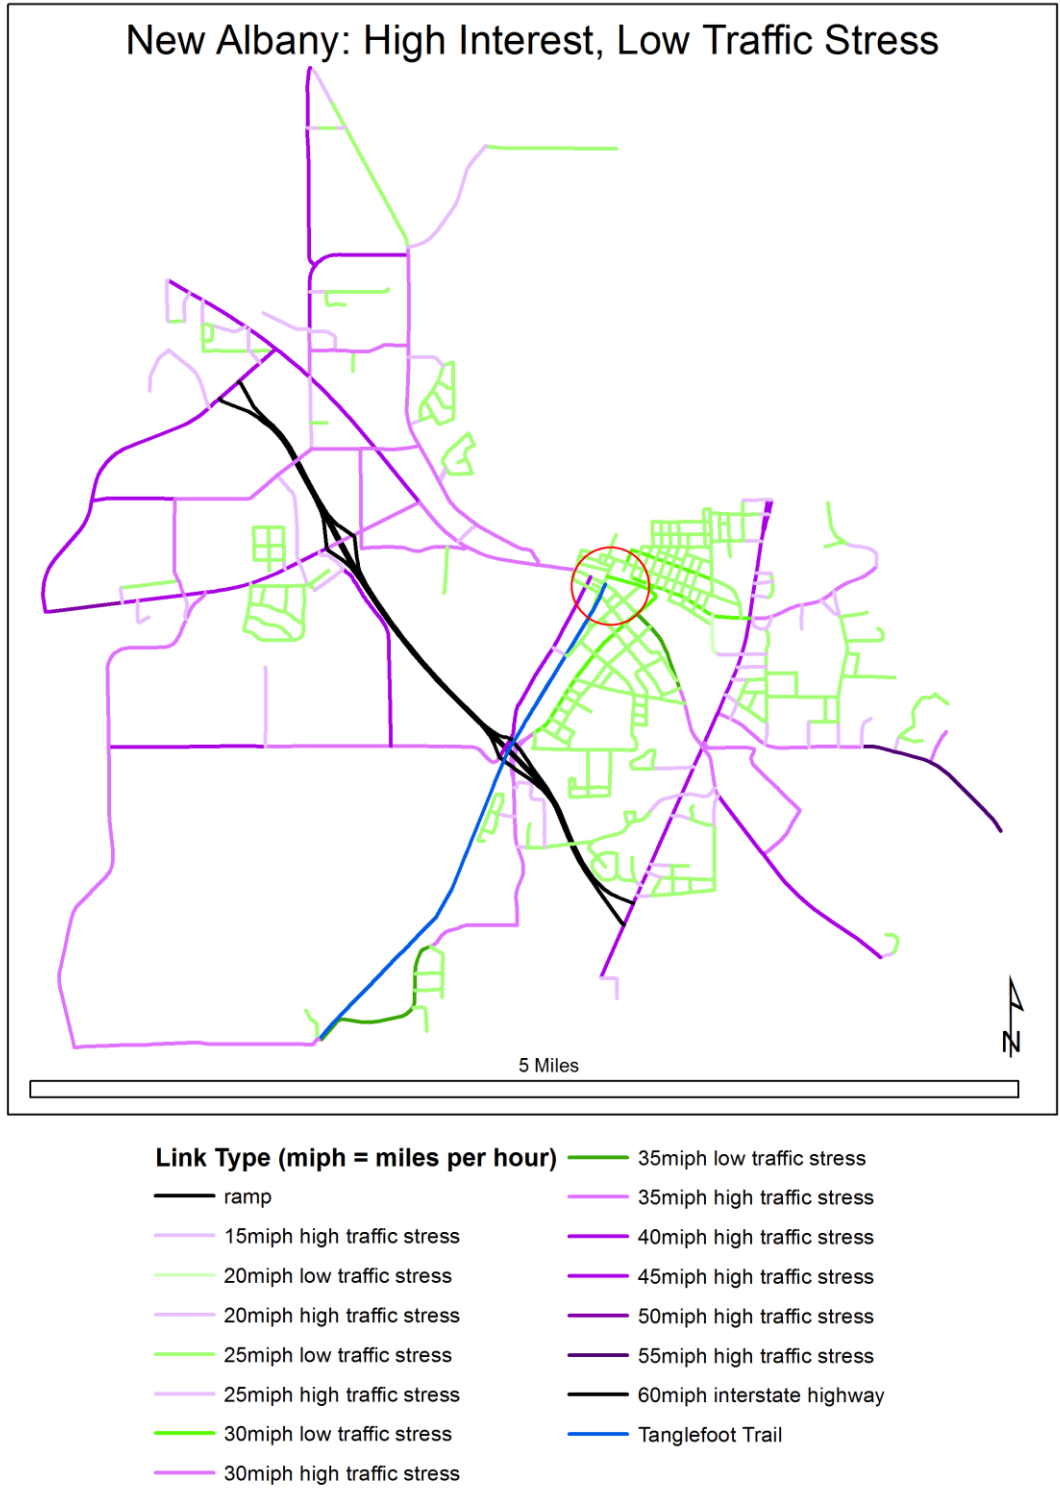 New Albany: High Interest, Low Traffic Stress
N
5 Miles
Link Type (miph = miles per hour)
ramp
15miph high traffic stress
20miph low traffic stress
20miph high traffic stress
25miph low traffic stress
25miph high traffic stress
30miph low traffic stress
30miph high traffic stress
35miph low traffic stress
35miph high traffic stress
40miph high traffic stress
45miph high traffic stress
50miph high traffic stress
55miph high traffic stress
60miph interstate highway
Tanglefoot Trail